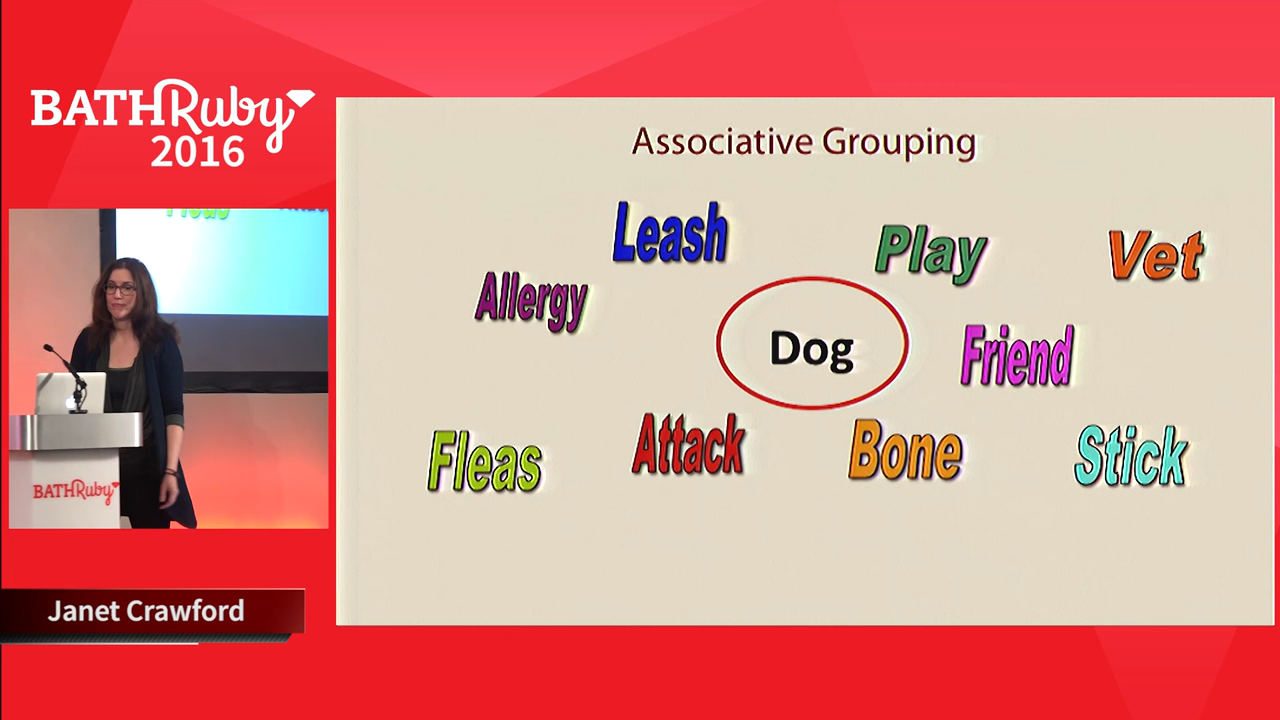 BATHRuby
2016
Associative Grouping
Leash
Play
Vet
Allergy
Dog
Friend
Fleas
Attack
Bone
Stick
BATHRuby
Janet Crawford